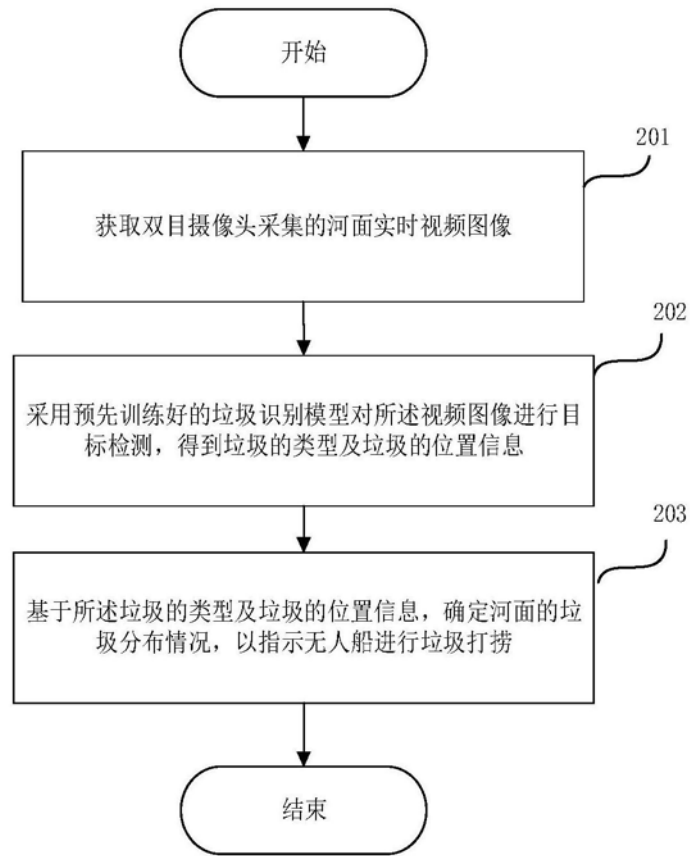 开始
201
获取双目摄像头采集的河面实时视频图像
202
采用预先训练好的垃圾识别模型对所述视频图像进行目
标检测，得到垃圾的类型及垃圾的位置信息
203
基于所述垃圾的类型及垃圾的位置信息，确定河面的垃
圾分布情况，以指示无人船进行垃圾打捞
结束